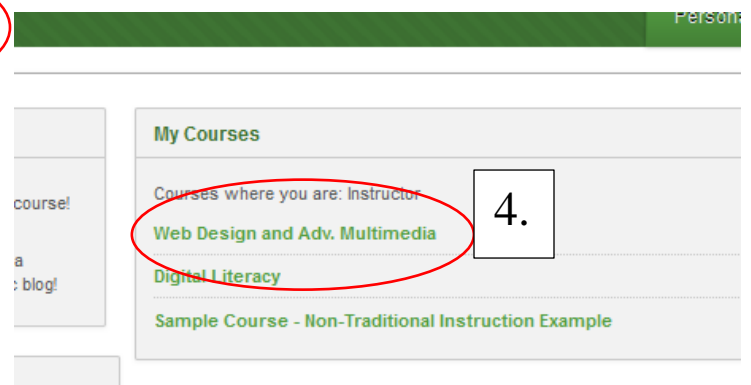 My Courses
Courses where you are: Instructor
4.
course!
Web Design and Adv. Multimedia
a
blog!
Digital Literacy
Sample Course - Non-Traditional Instruction Example